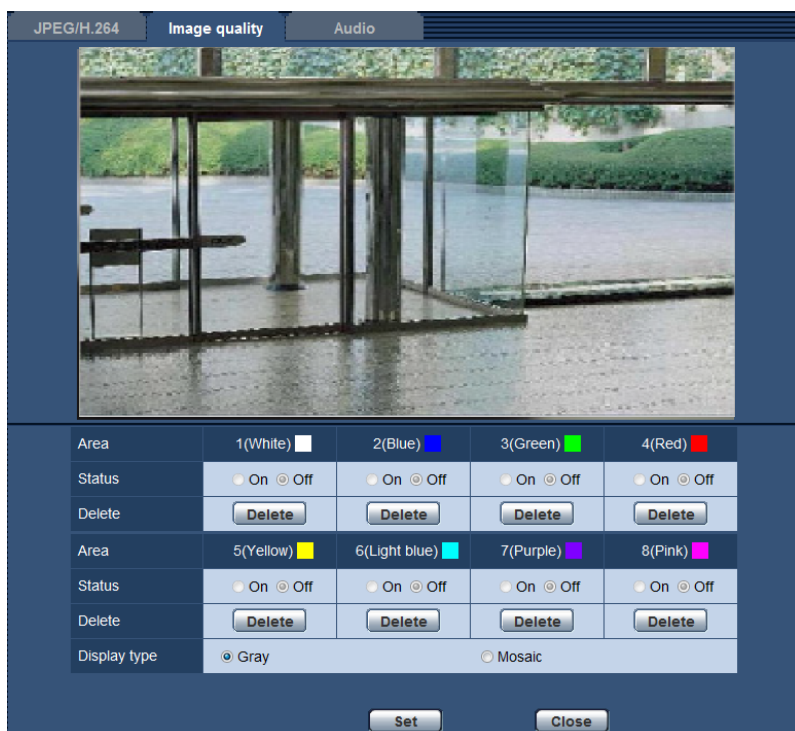 JPEG/H.264 Image quality Audio
Area 1(White) 2(Blue) 3(Green) 4(Red)
Status On Off On Off On Off On Off
Delete Delete Delete Delete Delete
Area 5(Yellow) 6(Light blue) 7(Purple) 8(Pink)
Status On Off On Off On Off On Off
Delete Delete Delete Delete Delete
Display type Gray Mosaic
Set Close